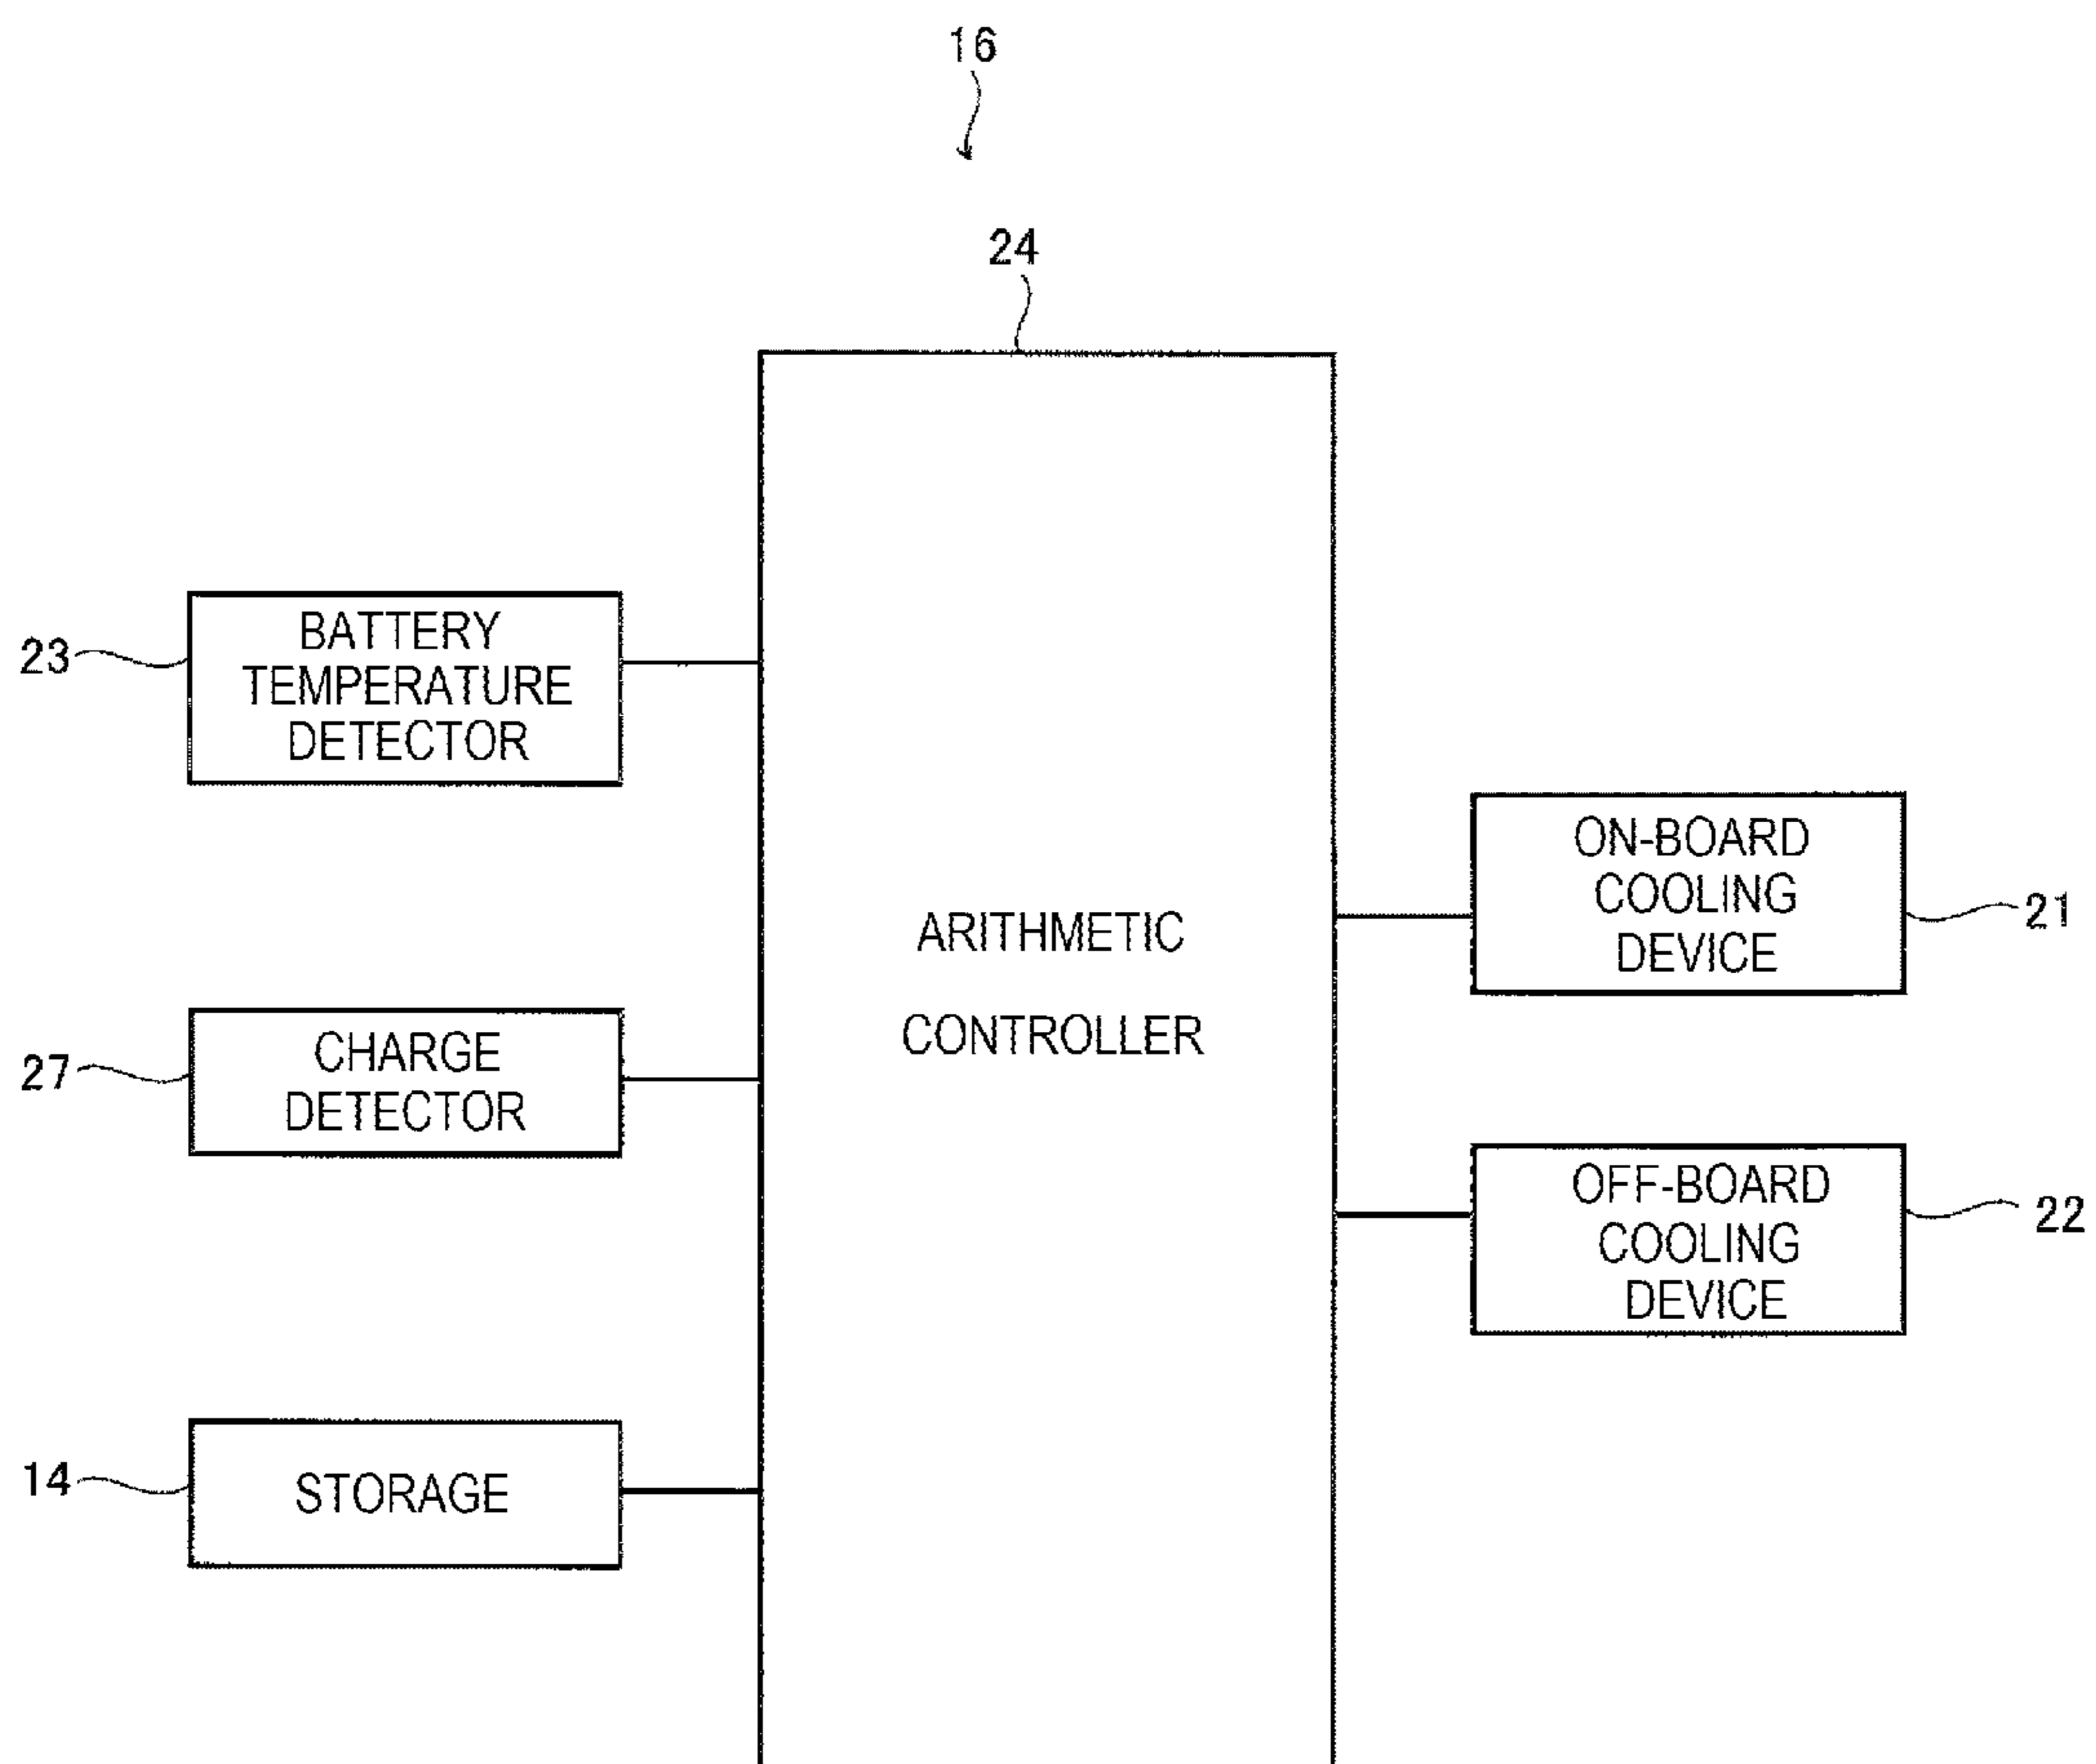 16
24
23
BATTERY
TEMPERATURE
DETECTOR
ON-BOARD
COOLING
DEVICE
21
ARITHMETIC
CONTROLLER
27
CHARGE
DETECTOR
OFF-BOARD
COOLING
DEVICE
22
14
STORAGE